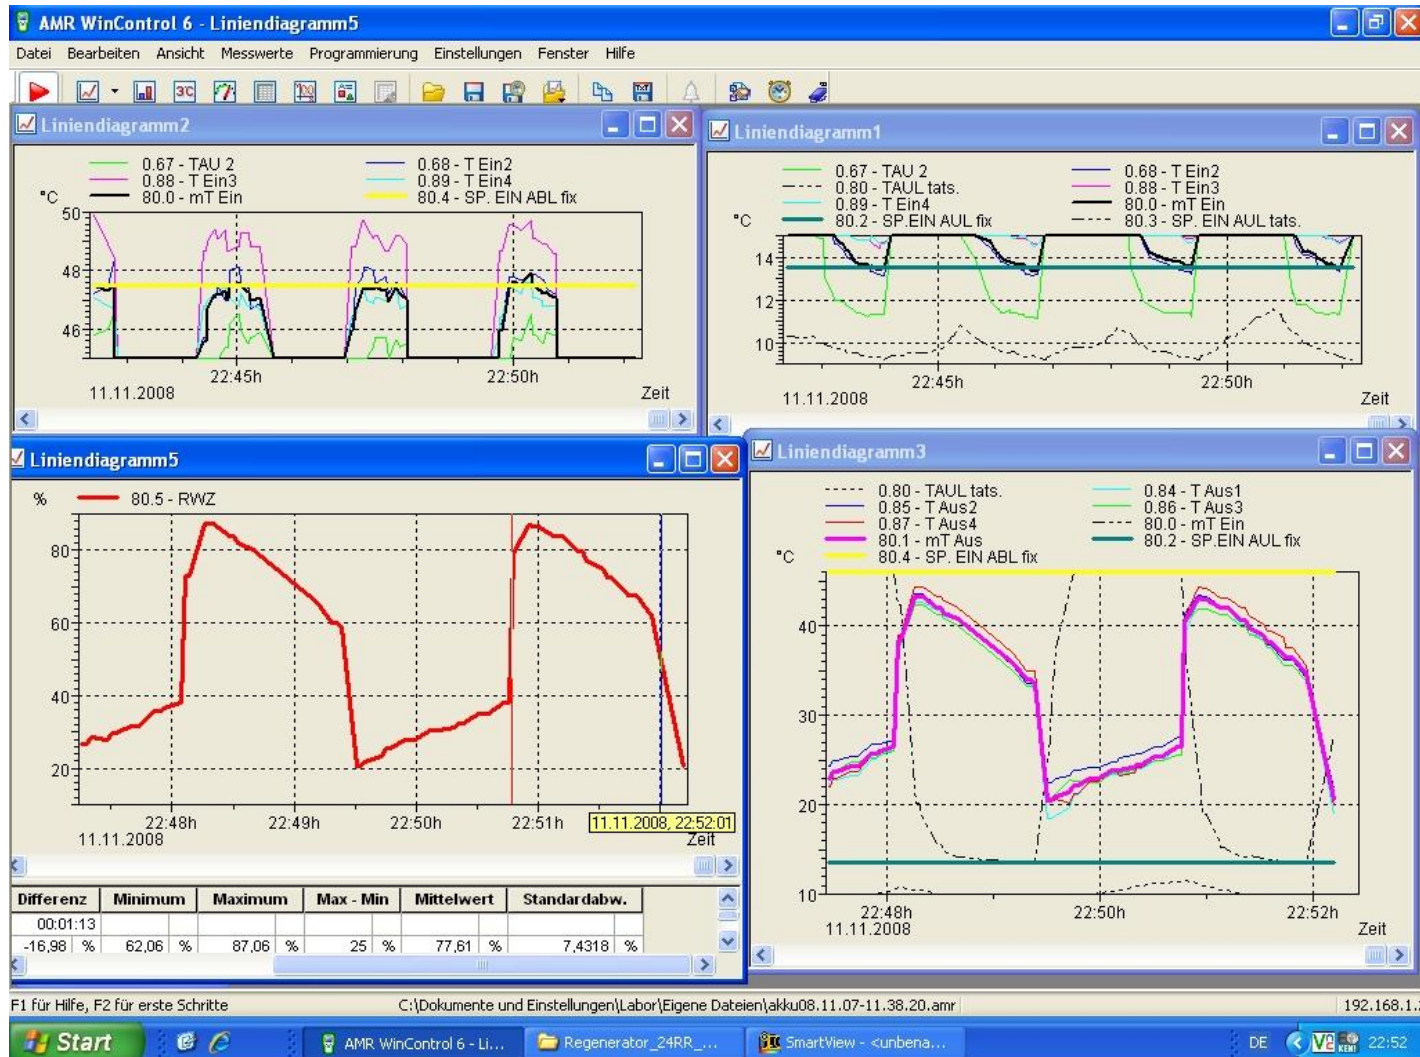 AMR WinControl 6 - Liniendiagramm5
Datei Bearbeiten Ansicht Messwerte Programmierung Einstellungen Fenster Hilfe
Liniendiagramm2
0.67 - TAU 2 0.68 - T Ein2
0.88 - T Ein3 0.89 - T Ein4
°C 80.0 - mT Ein 80.4 - SP. EIN ABL fix
50
48
46
22:45h 22:50h
11.11.2008 Zeit
Liniendiagramm1
0.67 - TAU 2 0.68 - T Ein2
0.80 - TAUL tats. 0.88 - T Ein3
0.89 - T Ein4 80.0 - mT Ein
°C 80.2 - SP.EIN AUL fix 80.3 - SP. EIN AUL tats.
14
12
10
22:45h 22:50h
11.11.2008 Zeit
Liniendiagramm5
% 80.5 - RWZ
80
60
40
20
22:48h 22:49h 22:50h 22:51h 11.11.2008, 22:52:01
11.11.2008 Zeit
Differenz Minimum Maximum Max - Min Mittelwert Standardabw.
00:01:13
-16,98 % 62,06 % 87,06 % 25 % 77,61 % 7,4318 %
Liniendiagramm3
0.80 - TAUL tats. 0.84 - T Aus1
0.85 - T Aus2 0.86 - T Aus3
0.87 - T Aus4 80.0 - mT Ein
80.1 - mT Aus 80.2 - SP.EIN AUL fix
°C 80.4 - SP. EIN ABL fix
40
30
20
10
22:48h 22:50h 22:52h
11.11.2008 Zeit
F1 für Hilfe, F2 für erste Schritte C:\Dokumente und Einstellungen\Labor\Eigene Dateien\akku08.11.07-11.38.20.amr 192.168.1.
Start AMR WinControl 6 - Li... Regenerator_24RR_... SmartView - <unbena... DE 22:52